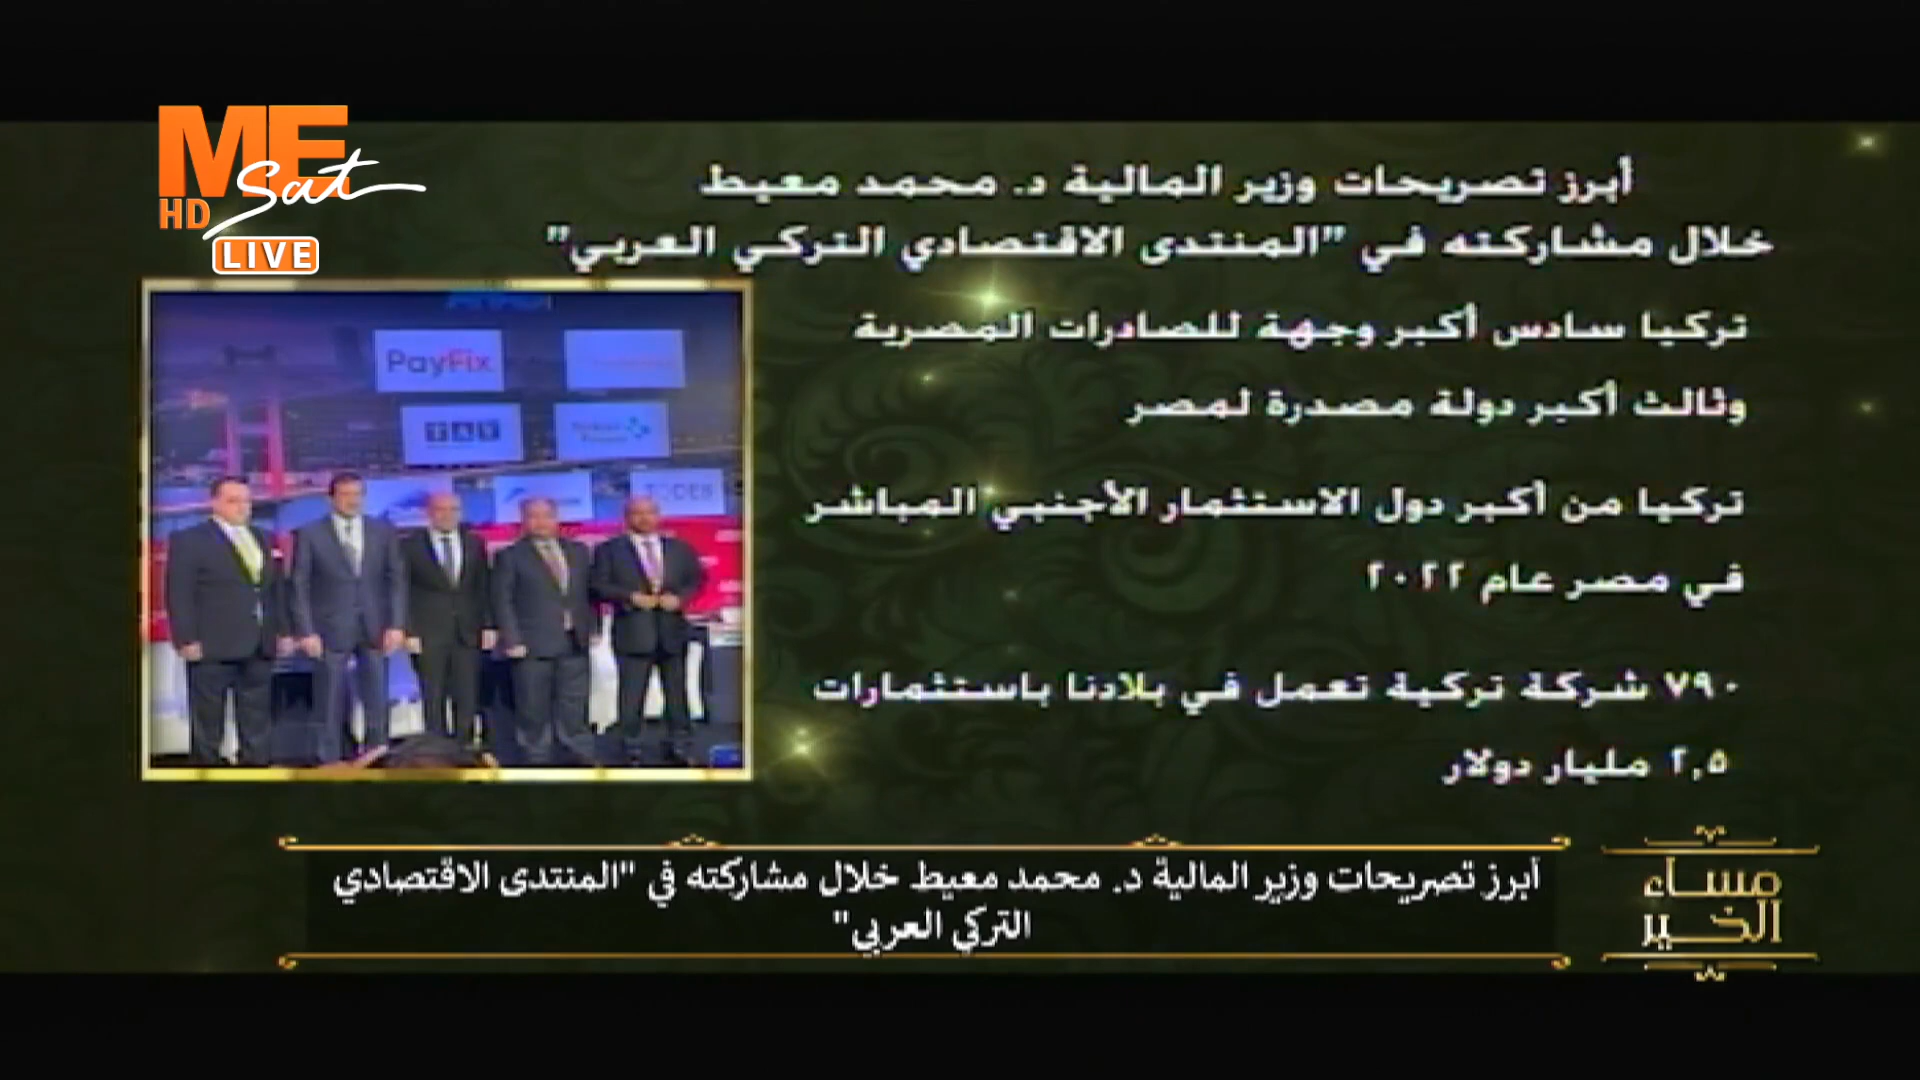 ME
Sat
HD
LIVE
أبرز تصريحات وزير المالية د. محمد معيط
خلال مشاركته في "المنتدى الاقتصادي التركي العربي"
تركيا سادس أكبر وجهة للصادرات المصرية
وثالث أكبر دولة مصدرة لمصر
تركيا من أكبر دول الاستثمار الأجنبي المباشر
في مصر عام ٢٠٢٢
٧٩٠ شركة تركية تعمل في بلادنا باستثمارات
٢,٥ مليار دولار
PayFix
TAV
أبرز تصريحات وزير المالية د. محمد معيط خلال مشاركته في "المنتدى الاقتصادي
التركي العربي"
مساء
الخير